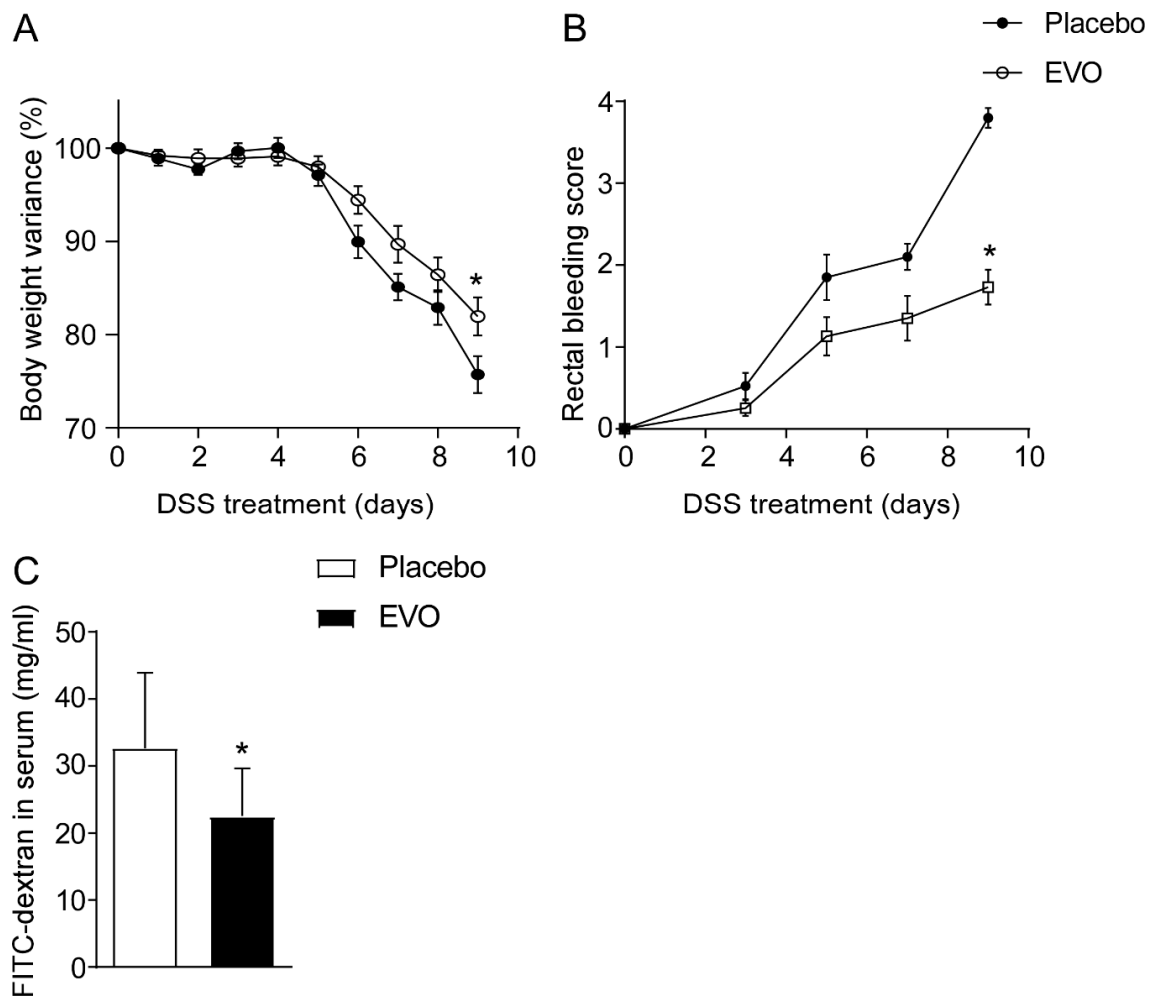 A
Body weight variance (%)
100
90
80
70
0 2 4 6 8 10
DSS treatment (days)
*
B
Placebo
EVO
Rectal bleeding score
4
3
2
1
0
0 2 4 6 8 10
DSS treatment (days)
*
C
Placebo
EVO
FITC-dextran in serum (mg/ml)
50
40
30
20
10
0
*